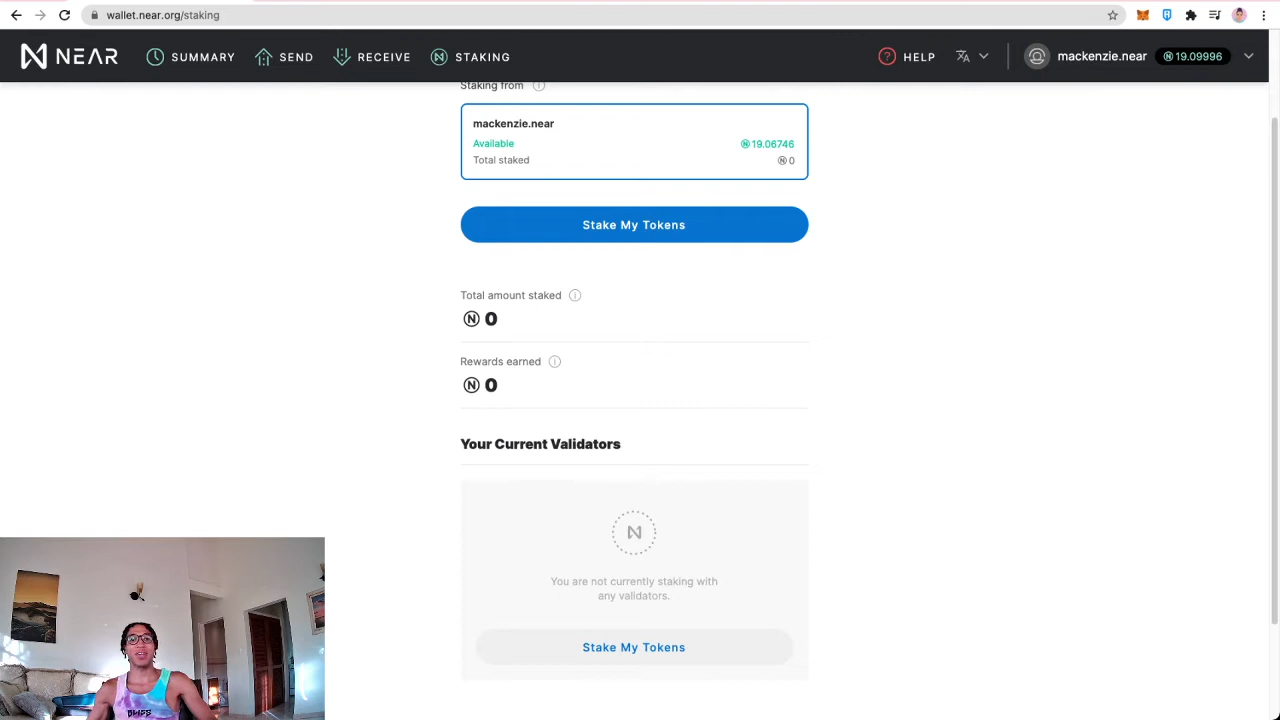 wallet.near.org/staking
NEAR SUMMARY SEND RECEIVE STAKING HELP mackenzie.near 19.09996
Staking from
mackenzie.near
Available 19.06746
Total staked 0
Stake My Tokens
Total amount staked
0
Rewards earned
0
Your Current Validators
You are not currently staking with
any validators.
Stake My Tokens
BLISS